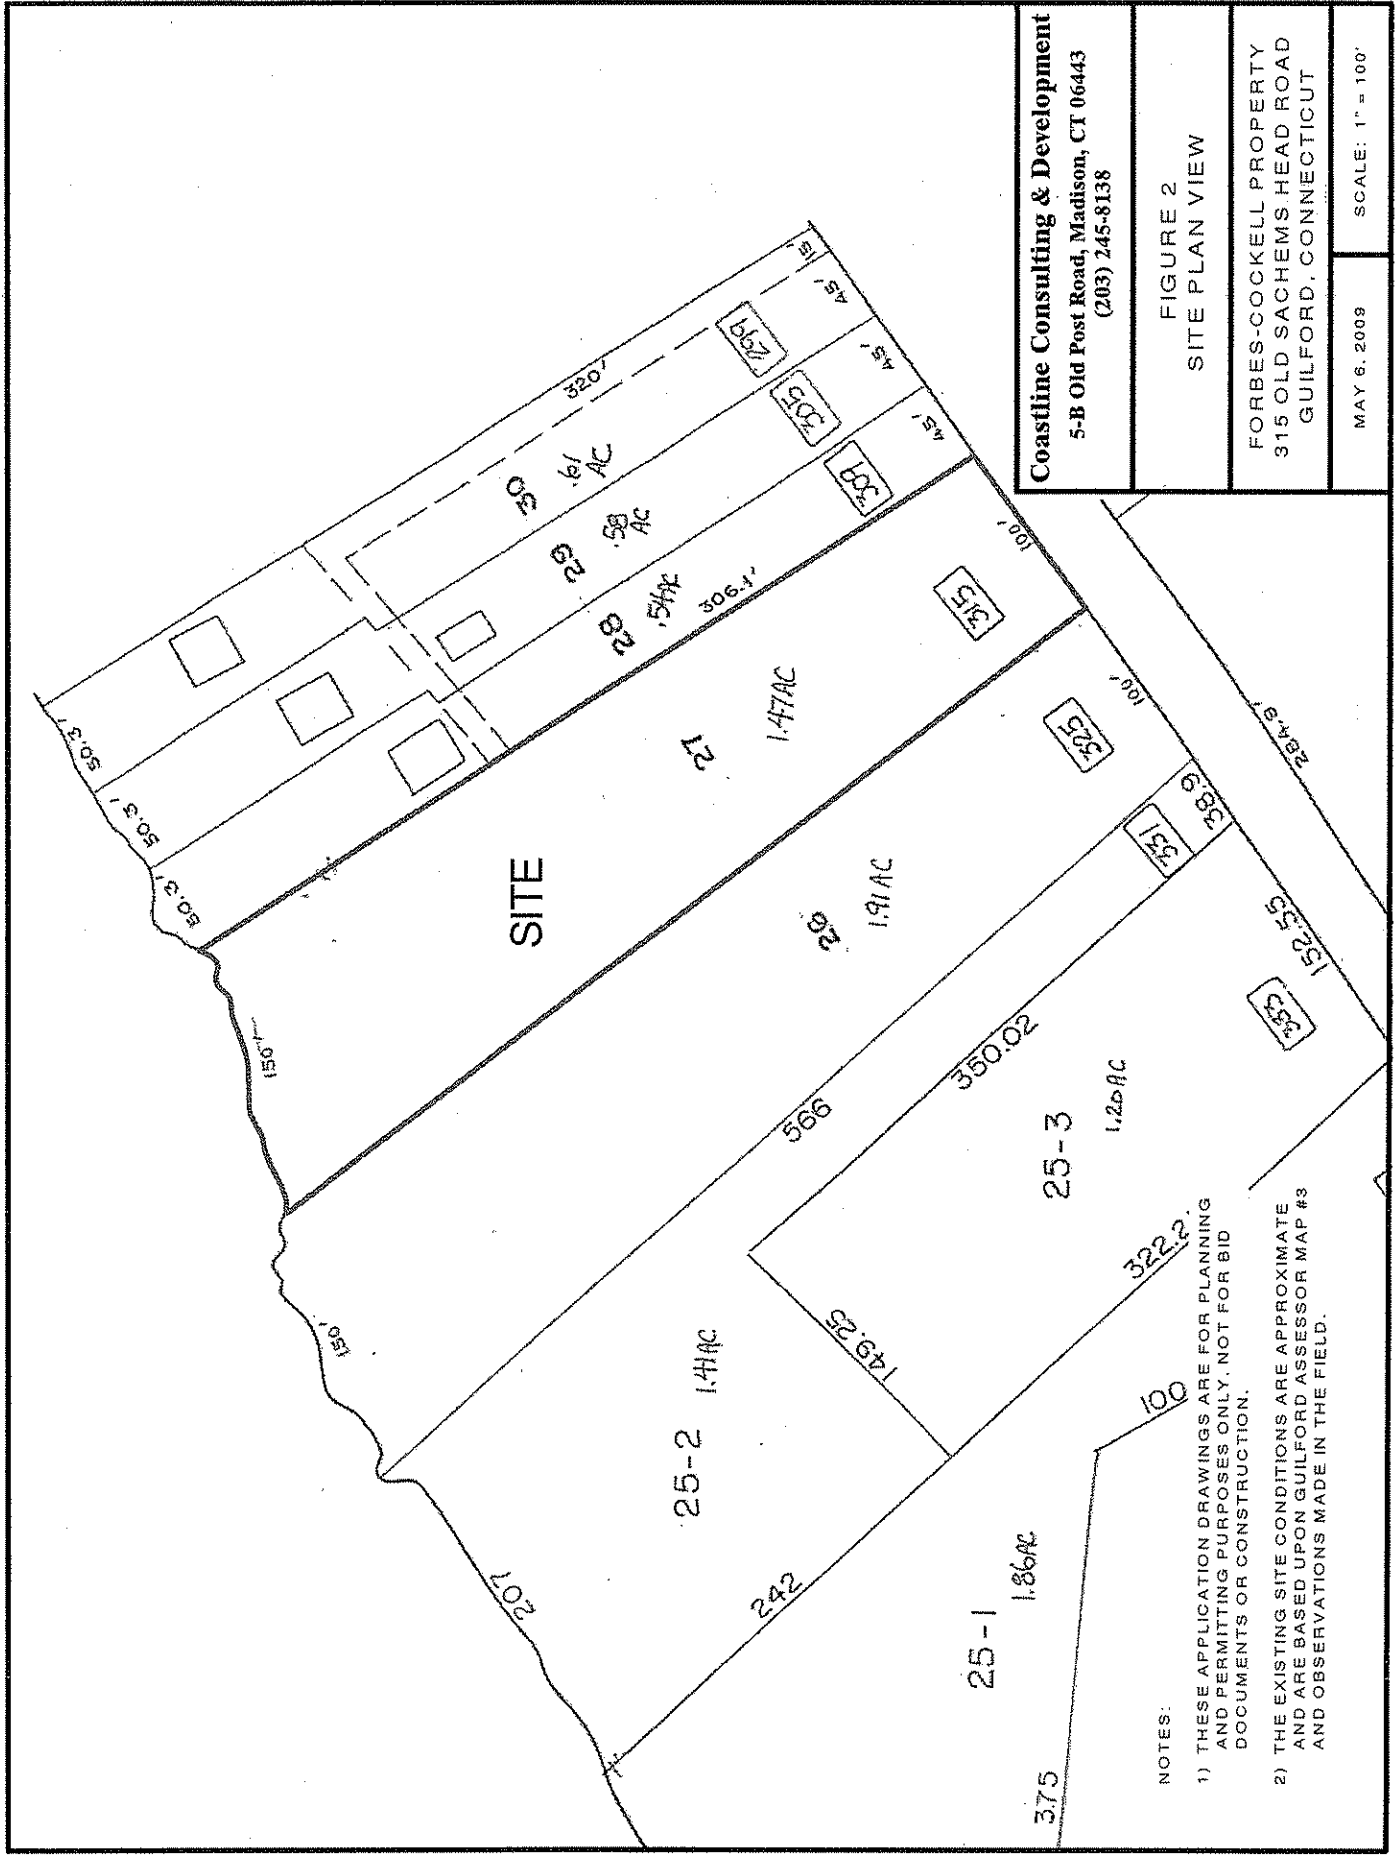 50.3'
50.3'
50.3'
150'+/-
150'
207
320'
30
.61
AC
29
.58
AC
28
.54AC
306.1'
299
305
309
315
325
331
333
15'
45'
45'
45'
100'
100'
38.9
152.55
284.8'
SITE
27
1.47AC
26
1.91AC
566
350.02
25-3
1.20AC
149.25
322.2
25-2
1.41AC
242
25-1
1.86AC
100
375
NOTES:
1) THESE APPLICATION DRAWINGS ARE FOR PLANNING
AND PERMITTING PURPOSES ONLY. NOT FOR BID
DOCUMENTS OR CONSTRUCTION.
2) THE EXISTING SITE CONDITIONS ARE APPROXIMATE
AND ARE BASED UPON GUILFORD ASSESSOR MAP #3
AND OBSERVATIONS MADE IN THE FIELD.
Coastline Consulting & Development
5-B Old Post Road, Madison, CT 06443
(203) 245-8138
FIGURE 2
SITE PLAN VIEW
FORBES-COCKELL PROPERTY
315 OLD SACHEMS HEAD ROAD
GUILFORD, CONNECTICUT
MAY 6, 2009
SCALE: 1" = 100'